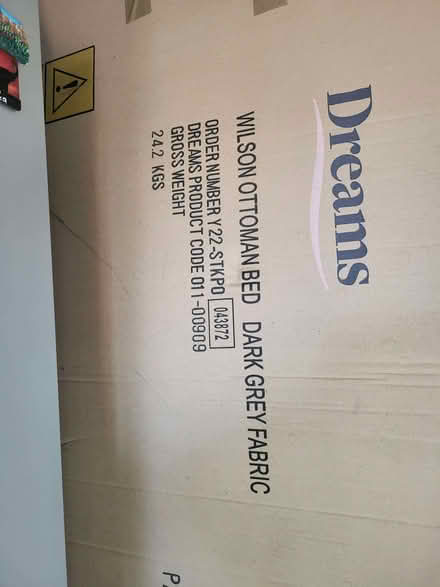 Dreams
WILSON OTTOMAN BED DARK GREY FABRIC
ORDER NUMBER Y22-STKPO 043872
DREAMS PRODUCT CODE 011-00909
GROSS WEIGHT
24.2 KGS
P